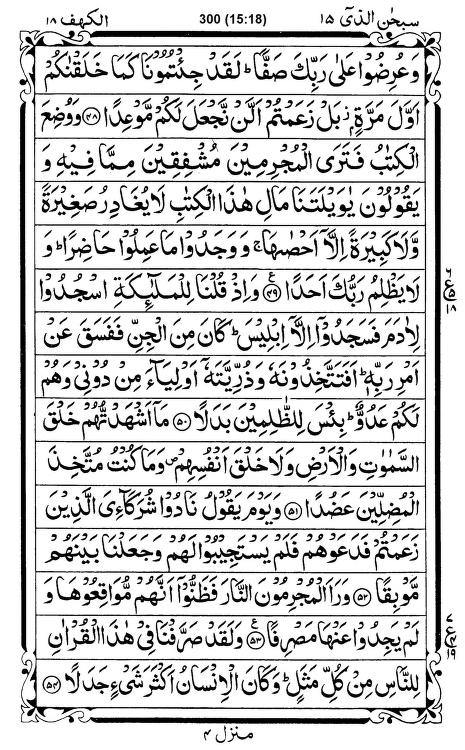 سبحٰن الذیٓ ۱۵
300 (15:18)
الکهف ۱۸
وَعُرِضُوْا عَلٰى رَبِّكَ صَفًّا ؕ لَقَدْ جِئْتُمُوْنَا كَمَا خَلَقْنٰكُمْ
اَوَّلَ مَرَّةٍۭ ؗ بَلْ زَعَمْتُمْ اَلَّنْ نَّجْعَلَ لَكُمْ مَّوْعِدًا ۝۴۸ وَوُضِعَ
الْكِتٰبُ فَتَرَى الْمُجْرِمِيْنَ مُشْفِقِيْنَ مِمَّا فِيْهِ وَ
يَقُوْلُوْنَ يٰوَيْلَتَنَا مَالِ هٰذَا الْكِتٰبِ لَا يُغَادِرُ صَغِيْرَةً
وَّلَا كَبِيْرَةً اِلَّاۤ اَحْصٰىهَا ۚ وَوَجَدُوْا مَا عَمِلُوْا حَاضِرًا ؕ وَ
لَا يَظْلِمُ رَبُّكَ اَحَدًا ۝۴۹ ع وَاِذْ قُلْنَا لِلْمَلٰٓئِكَةِ اسْجُدُوْا
لِاٰدَمَ فَسَجَدُوْۤا اِلَّاۤ اِبْلِيْسَ ؕ كَانَ مِنَ الْجِنِّ فَفَسَقَ عَنْ
اَمْرِ رَبِّهٖ ؕ اَفَتَتَّخِذُوْنَهٗ وَذُرِّيَّتَهٗۤ اَوْلِيَآءَ مِنْ دُوْنِيْ وَهُمْ
لَكُمْ عَدُوٌّ ؕ بِئْسَ لِلظّٰلِمِيْنَ بَدَلًا ۝۵۰ مَاۤ اَشْهَدْتُّهُمْ خَلْقَ
السَّمٰوٰتِ وَالْاَرْضِ وَلَا خَلْقَ اَنْفُسِهِمْ ۪ وَمَا كُنْتُ مُتَّخِذَ
الْمُضِلِّيْنَ عَضُدًا ۝۵۱ وَيَوْمَ يَقُوْلُ نَادُوْا شُرَكَآءِيَ الَّذِيْنَ
زَعَمْتُمْ فَدَعَوْهُمْ فَلَمْ يَسْتَجِيْبُوْا لَهُمْ وَجَعَلْنَا بَيْنَهُمْ
مَّوْبِقًا ۝۵۲ وَرَاَ الْمُجْرِمُوْنَ النَّارَ فَظَنُّوْۤا اَنَّهُمْ مُّوَاقِعُوْهَا وَ
لَمْ يَجِدُوْا عَنْهَا مَصْرِفًا ۝۵۳ ع وَلَقَدْ صَرَّفْنَا فِيْ هٰذَا الْقُرْاٰنِ
لِلنَّاسِ مِنْ كُلِّ مَثَلٍ ؕ وَكَانَ الْاِنْسَانُ اَكْثَرَ شَيْءٍ جَدَلًا ۝۵۴
منزل ۴